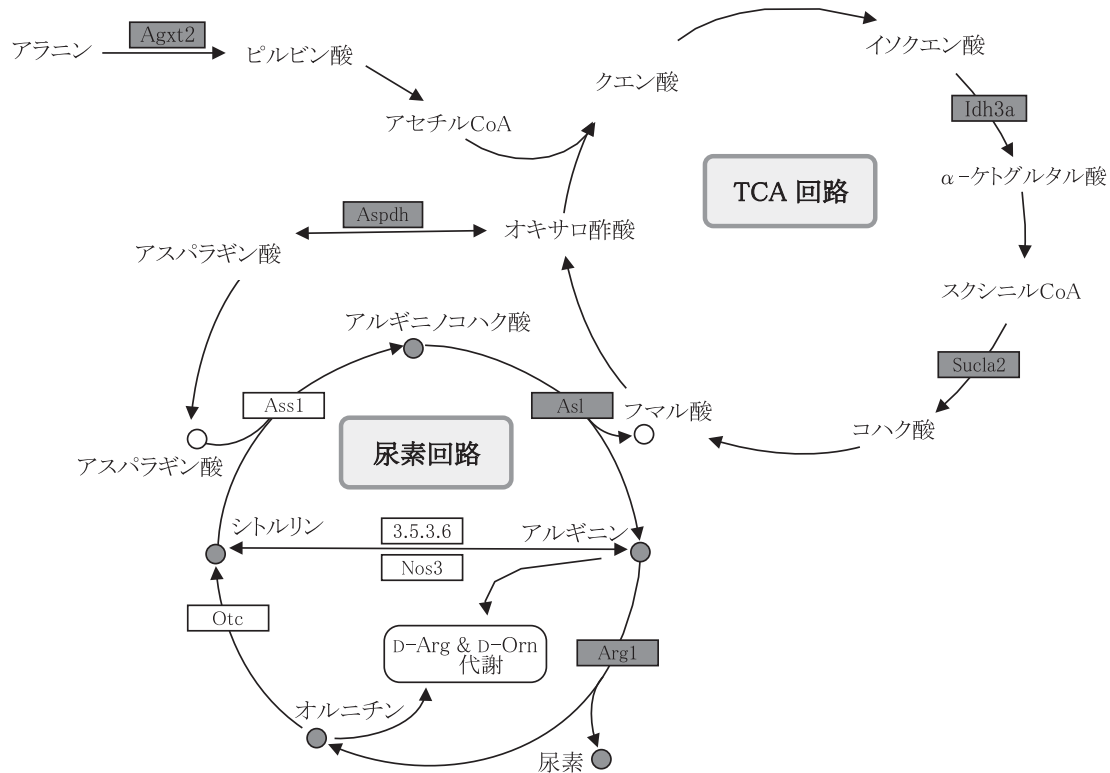 Agxt2
アラニン
ピルビン酸
アセチルCoA
クエン酸
イソクエン酸
Idh3a
α-ケトグルタル酸
TCA 回路
Aspdh
オキサロ酢酸
アスパラギン酸
スクシニルCoA
アルギニノコハク酸
Sucla2
Ass1
Asl
フマル酸
コハク酸
尿素回路
アスパラギン酸
シトルリン
3.5.3.6
アルギニン
Nos3
Otc
D-Arg & D-Orn
代謝
Arg1
オルニチン
尿素